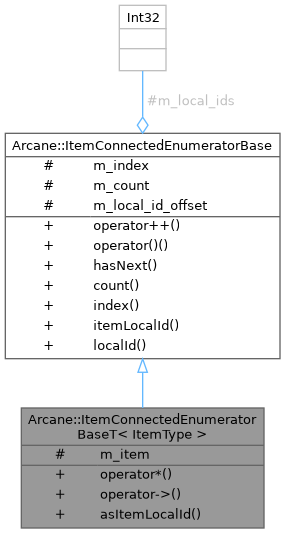 Int32
#m_local_ids
Arcane::ItemConnectedEnumeratorBase
# m_index
# m_count
# m_local_id_offset
+ operator++()
+ operator()()
+ hasNext()
+ count()
+ index()
+ itemLocalId()
+ localId()
Arcane::ItemConnectedEnumerator
BaseT< ItemType >
# m_item
+ operator*()
+ operator->()
+ asItemLocalId()